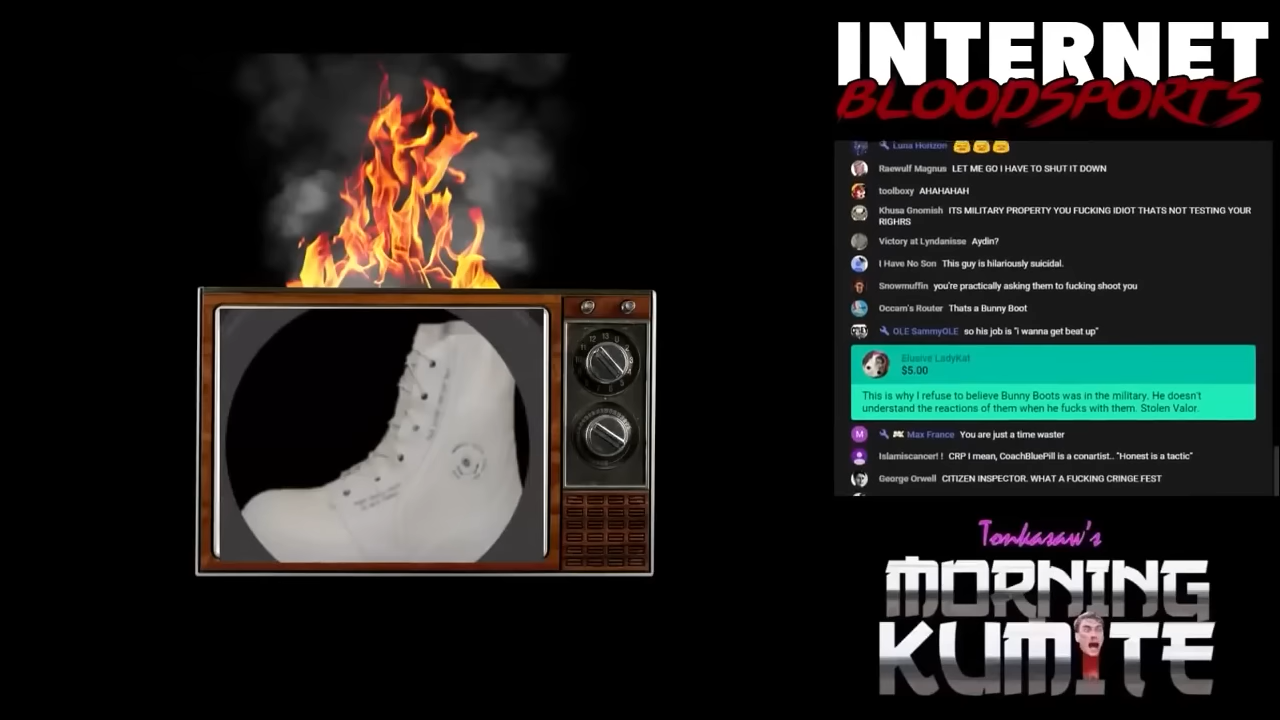 INTERNET
BLOODSPORTS
Luna Horizon
Raewulf Magnus LET ME GO I HAVE TO SHUT IT DOWN
toolboxy AHAHAHAH
Khusa Gnomish ITS MILITARY PROPERTY YOU FUCKING IDIOT THATS NOT TESTING YOUR
RIGHRS
Victory at Lyndanisse Aydin?
I Have No Son This guy is hilariously suicidal.
Snowmuffin you're practically asking them to fucking shoot you
Occam's Router Thats a Bunny Boot
OLE SammyOLE so his job is "i wanna get beat up"
Elusive LadyKat
$5.00
This is why I refuse to believe Bunny Boots was in the military. He doesn't
understand the reactions of them when he fucks with them. Stolen Valor.
M Max France You are just a time waster
Islamiscancer! ! CRP I mean, CoachBluePill is a conartist.. "Honest is a tactic"
George Orwell CITIZEN INSPECTOR. WHAT A FUCKING CRINGE FEST
Tonkasaw's
MORNING
KUMITE